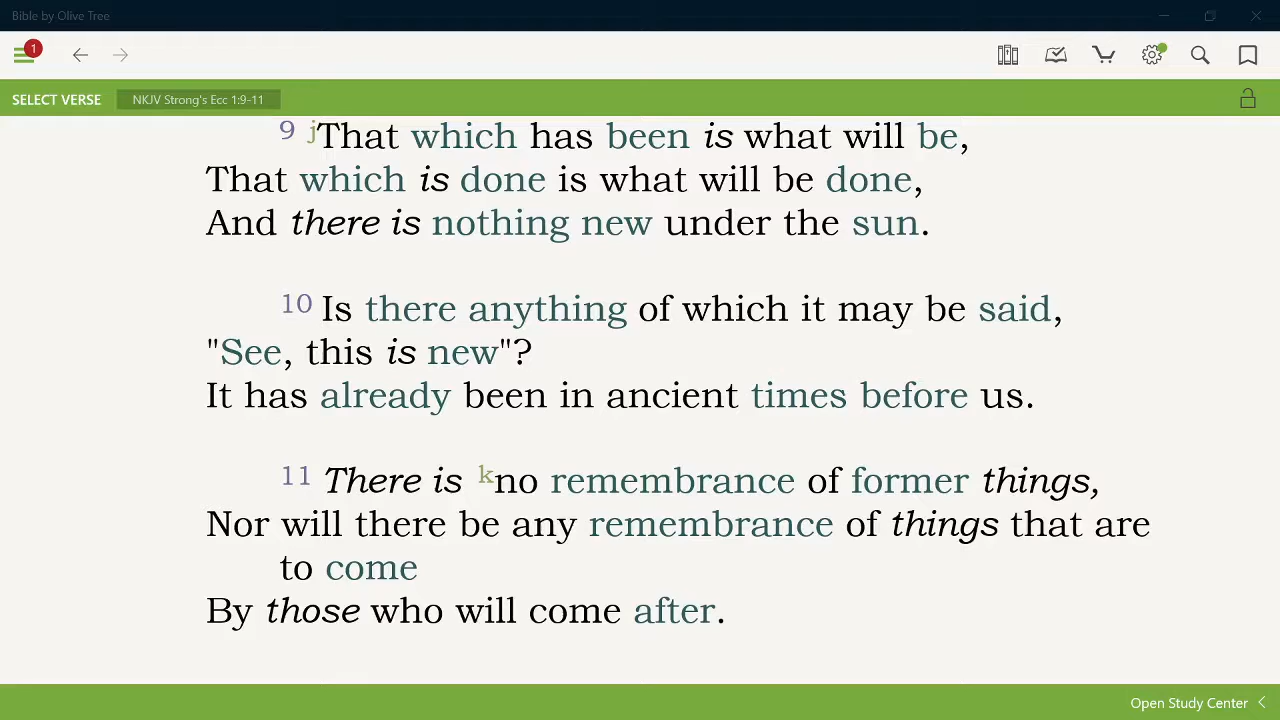 Bible by Olive Tree
1
SELECT VERSE NKJV Strong's Ecc 1:9-11
9 jThat which has been is what will be,
That which is done is what will be done,
And there is nothing new under the sun.
10 Is there anything of which it may be said,
"See, this is new"?
It has already been in ancient times before us.
11 There is kno remembrance of former things,
Nor will there be any remembrance of things that are
to come
By those who will come after.
Open Study Center